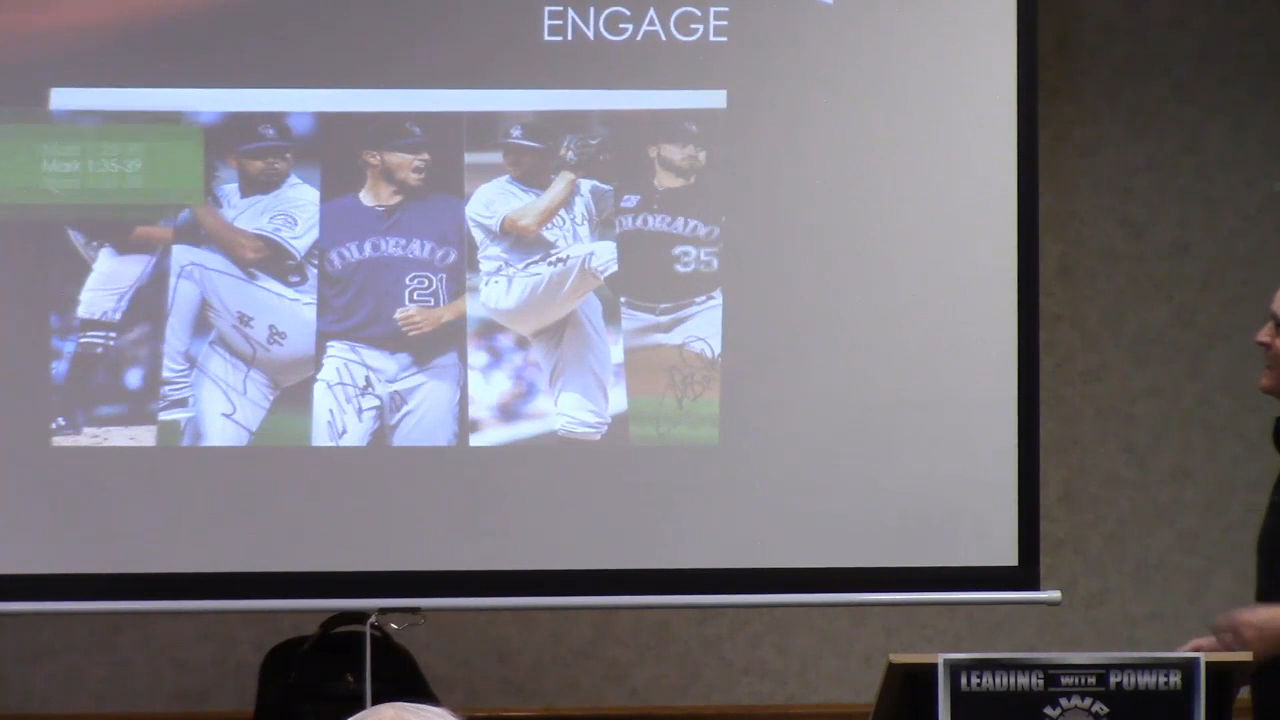 ENGAGE
Mark 1:35-39
COLORADO
21
COLORADO
35
LEADING WITH POWER
LWP